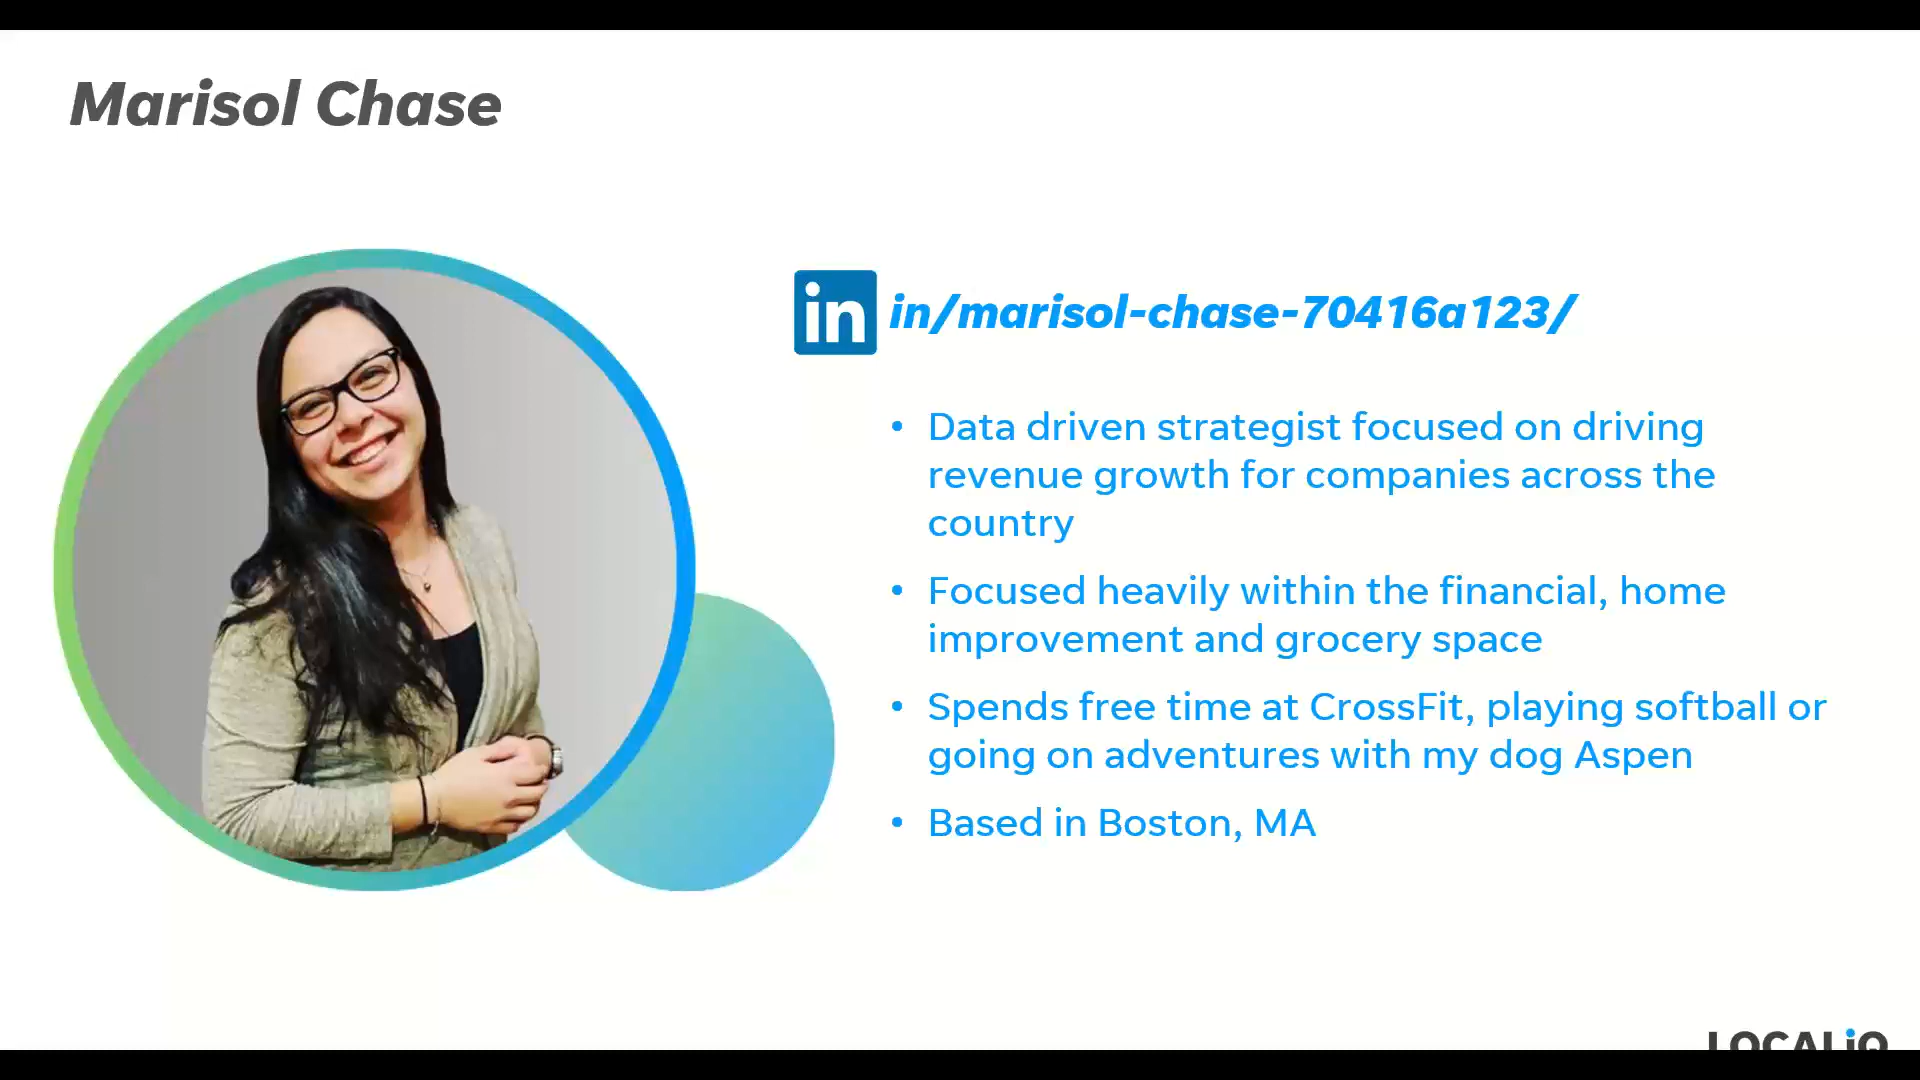 Marisol Chase
in in/marisol-chase-70416a123/
• Data driven strategist focused on driving
revenue growth for companies across the
country
• Focused heavily within the financial, home
improvement and grocery space
• Spends free time at CrossFit, playing softball or
going on adventures with my dog Aspen
• Based in Boston, MA
LOCALiQ